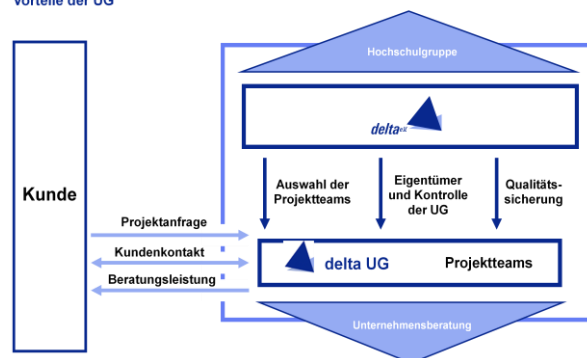 Vorteile der UG
Hochschulgruppe
delta
Kunde
Auswahl der
Projektteams
Eigentümer
und Kontrolle
der UG
Qualitäts-
sicherung
Projektanfrage
Kundenkontakt
Beratungsleistung
delta UG
Projektteams
Unternehmensberatung